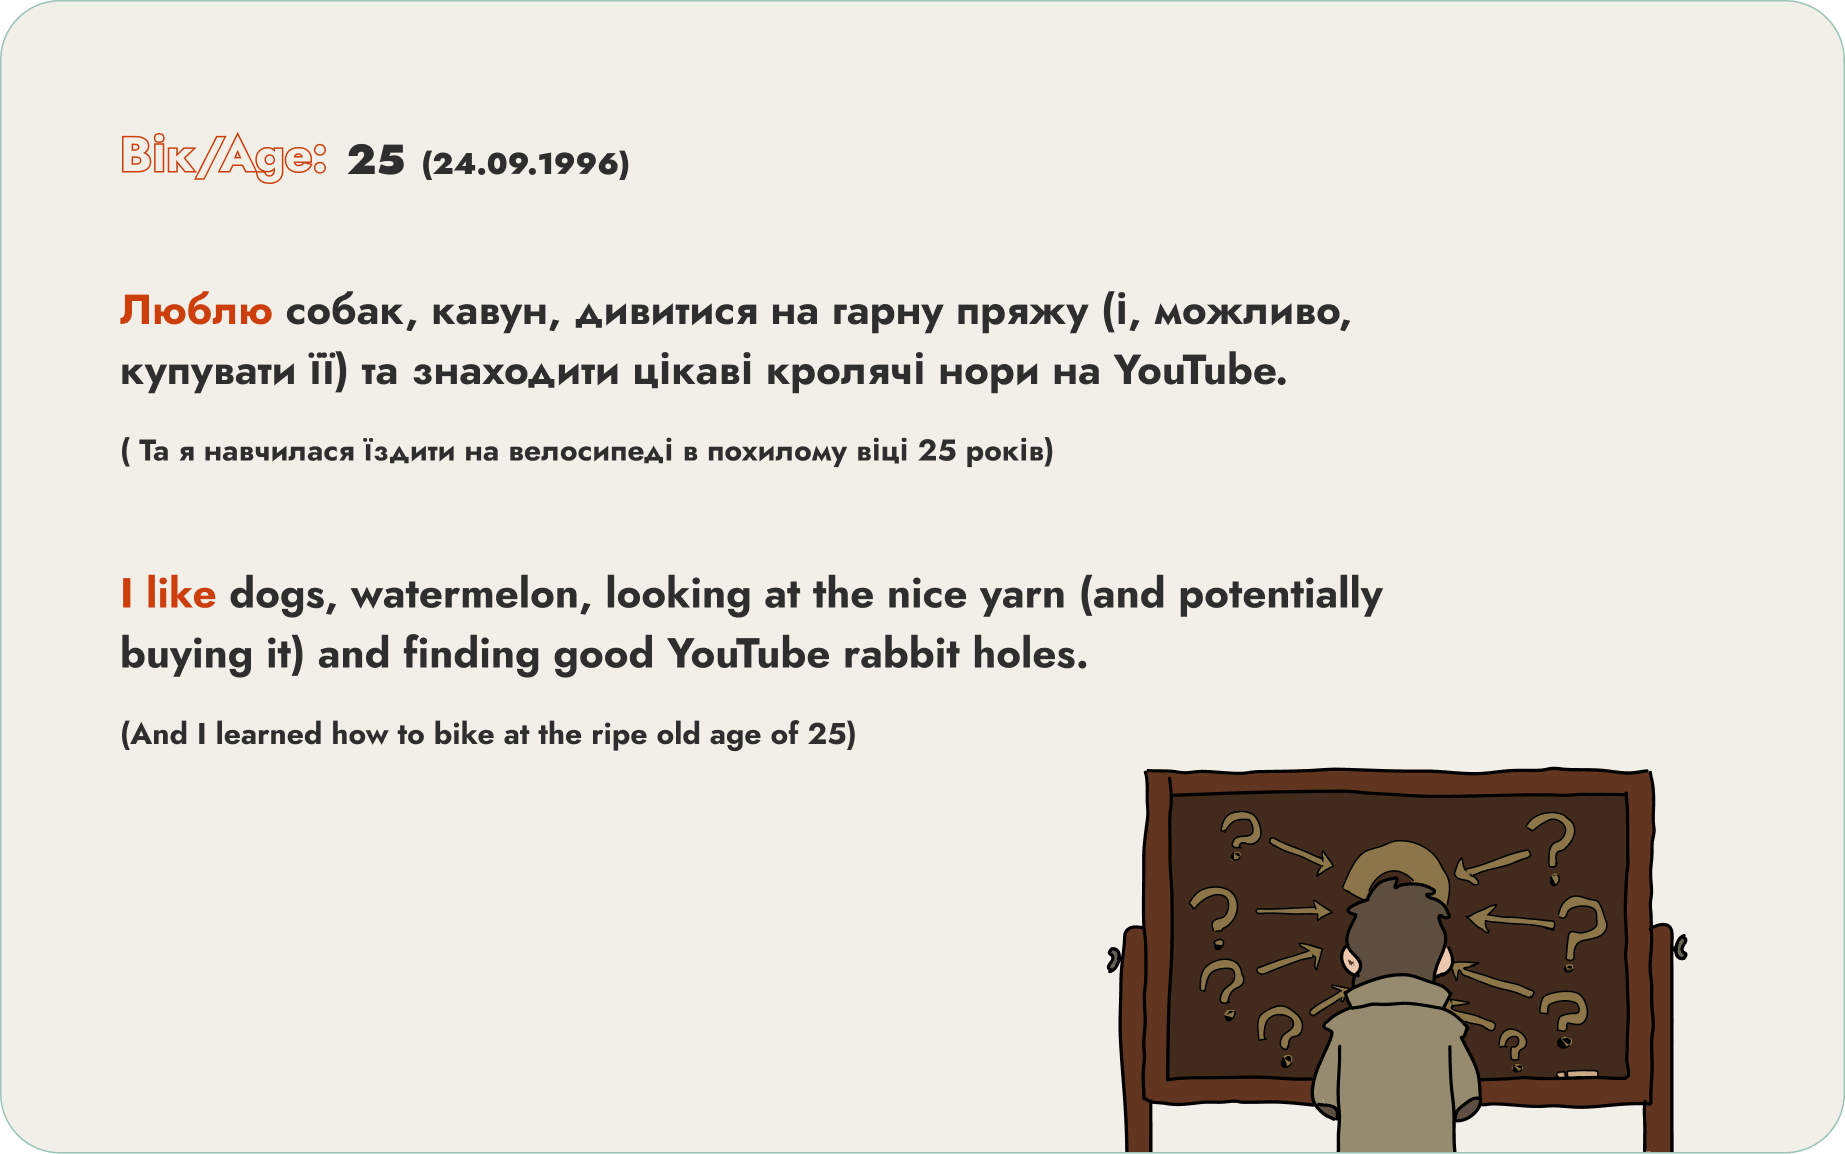 Вік/Age: 25 (24.09.1996)
Люблю собак, кавун, дивитися на гарну пряжу (і, можливо,
купувати її) та знаходити цікаві кролячі нори на YouTube.
( Та я навчилася їздити на велосипеді в похилому віці 25 років)
I like dogs, watermelon, looking at the nice yarn (and potentially
buying it) and finding good YouTube rabbit holes.
(And I learned how to bike at the ripe old age of 25)
? ?
? ?
? ?
? ?